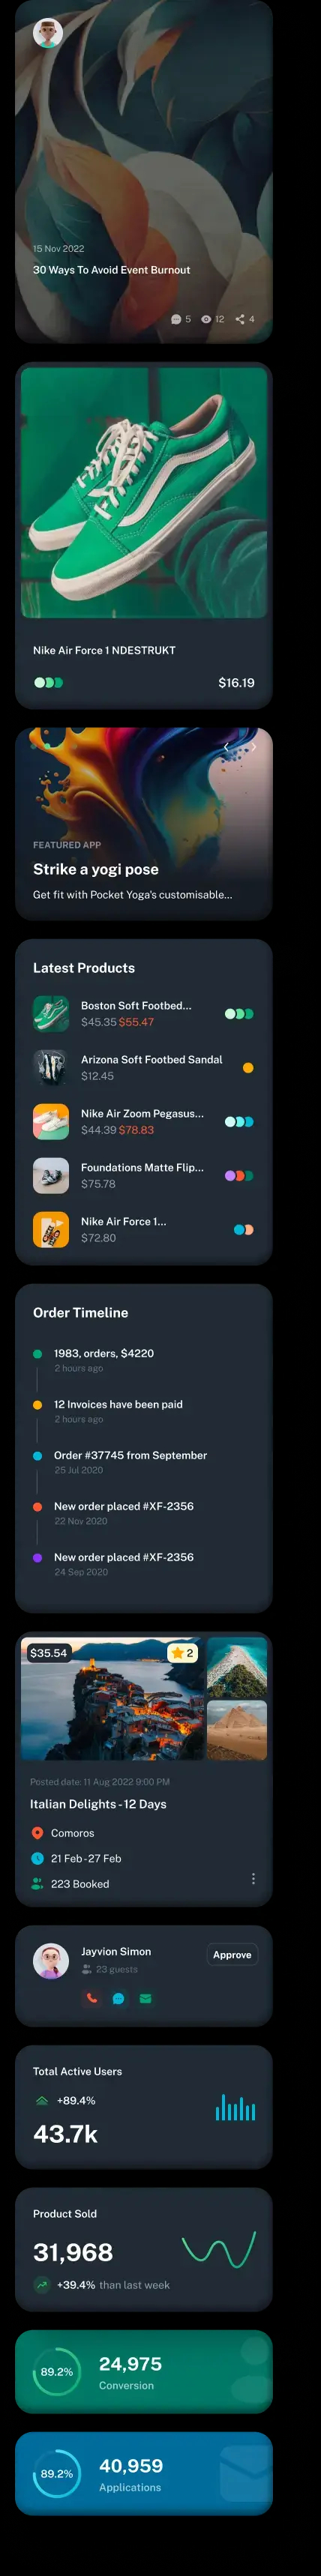 15 Nov 2022
30 Ways To Avoid Event Burnout
5 12 4
Nike Air Force 1 NDESTRUKT
$16.19
FEATURED APP
Strike a yogi pose
Get fit with Pocket Yoga's customisable...
Latest Products
Boston Soft Footbed...
$45.35 $55.47
Arizona Soft Footbed Sandal
$12.45
Nike Air Zoom Pegasus...
$44.39 $78.83
Foundations Matte Flip...
$75.78
Nike Air Force 1...
$72.80
Order Timeline
1983, orders, $4220
2 hours ago
12 Invoices have been paid
2 hours ago
Order #37745 from September
25 Jul 2020
New order placed #XF-2356
22 Nov 2020
New order placed #XF-2356
24 Sep 2020
$35.54 2
Posted date: 11 Aug 2022 9:00 PM
Italian Delights - 12 Days
Comoros
21 Feb - 27 Feb
223 Booked
Jayvion Simon
Approve
23 guests
Total Active Users
+89.4%
43.7k
Product Sold
31,968
+39.4% than last week
89.2%
24,975
Conversion
89.2%
40,959
Applications